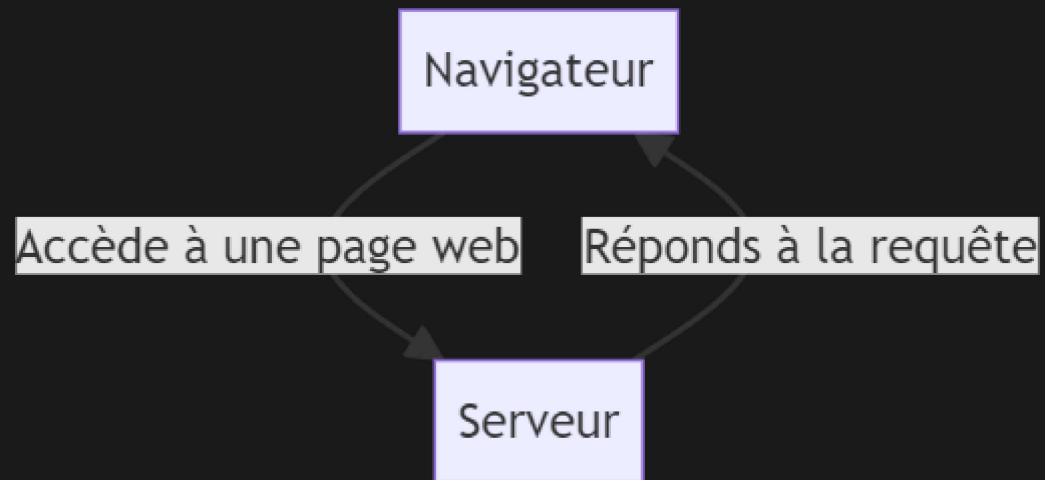 Navigateur
Accède à une page web
Réponds à la requête
Serveur